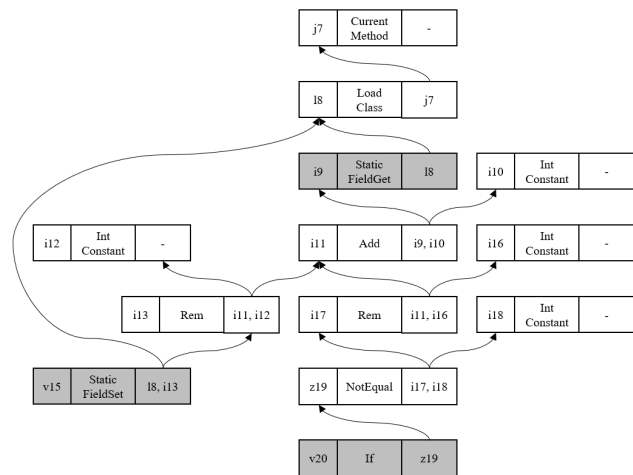 j7 Current Method -
l8 Load Class j7
i9 Static FieldGet l8
i10 Int Constant -
i12 Int Constant -
i11 Add i9, i10
i16 Int Constant -
i13 Rem i11, i12
i17 Rem i11, i16
i18 Int Constant -
v15 Static FieldSet l8, i13
z19 NotEqual i17, i18
v20 If z19